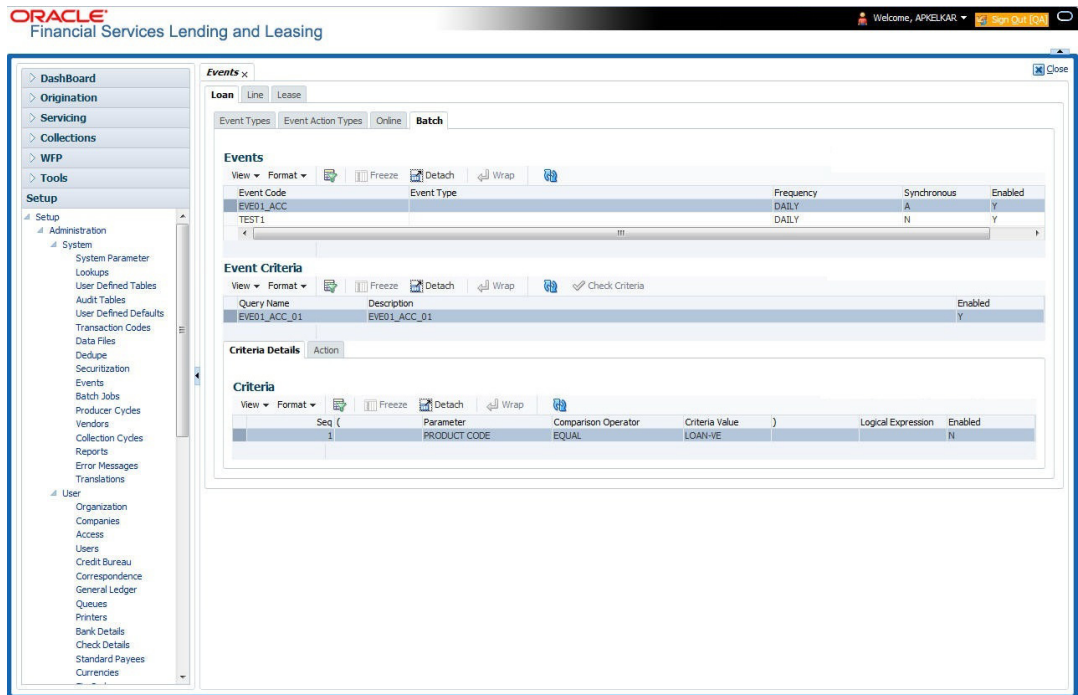 ORACLE
Financial Services Lending and Leasing
Welcome, APKELKAR
Sign Out [QA]
DashBoard
Origination
Servicing
Collections
WFP
Tools
Setup
Setup
Administration
System
System Parameter
Lookups
User Defined Tables
Audit Tables
User Defined Defaults
Transaction Codes
Data Files
Dedupe
Securitization
Events
Batch Jobs
Producer Cycles
Vendors
Collection Cycles
Reports
Error Messages
Translations
User
Organization
Companies
Access
Users
Credit Bureau
Correspondence
General Ledger
Queues
Printers
Bank Details
Check Details
Standard Payees
Currencies
Events
Close
Loan Line Lease
Event Types Event Action Types Online Batch
Events
View Format Freeze Detach Wrap
Event Code Event Type Frequency Synchronous Enabled
EVE01_ACC DAILY A Y
TEST1 DAILY N Y
Event Criteria
View Format Freeze Detach Wrap Check Criteria
Query Name Description Enabled
EVE01_ACC_01 EVE01_ACC_01 Y
Criteria Details Action
Criteria
View Format Freeze Detach Wrap
Seq ( Parameter Comparison Operator Criteria Value ) Logical Expression Enabled
1 PRODUCT CODE EQUAL LOAN-VE N